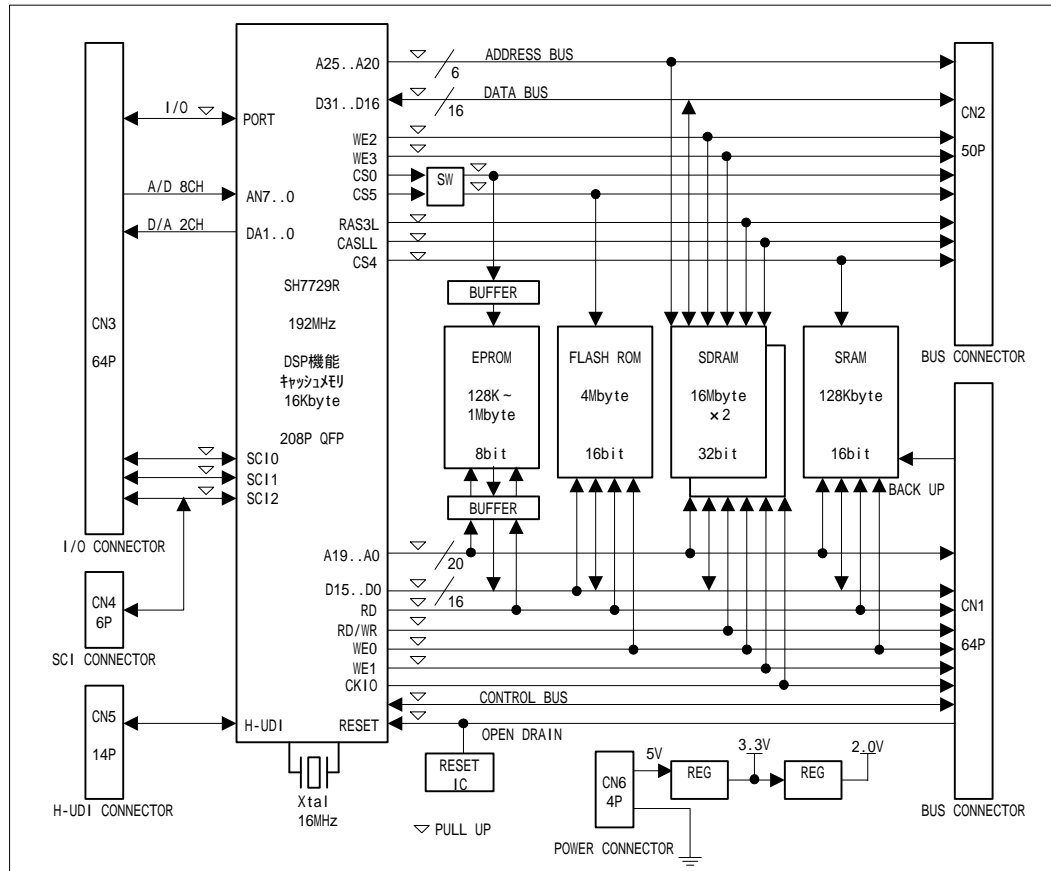 A25..A20
ADDRESS BUS
6
D31..D16
DATA BUS
16
WE2
WE3
CS0
CS5
SW
RAS3L
CASLL
CS4
CN2
50P
BUS CONNECTOR
I/O
PORT
A/D 8CH
AN7..0
D/A 2CH
DA1..0
CN3
64P
SH7729R
192MHz
DSP機能
キャッシュメモリ
16Kbyte
208P QFP
BUFFER
EPROM
128K～
1Mbyte
8bit
BUFFER
FLASH ROM
4Mbyte
16bit
SDRAM
16Mbyte
×2
32bit
SRAM
128Kbyte
16bit
BACK UP
SCI0
SCI1
SCI2
I/O CONNECTOR
CN4
6P
SCI CONNECTOR
CN5
14P
H-UDI CONNECTOR
H-UDI
A19..A0
20
D15..D0
16
RD
RD/WR
WE0
WE1
CKIO
CONTROL BUS
RESET
OPEN DRAIN
CN1
64P
BUS CONNECTOR
Xtal
16MHz
RESET
IC
▽ PULL UP
CN6
4P
POWER CONNECTOR
5V
REG
3.3V
REG
2.0V